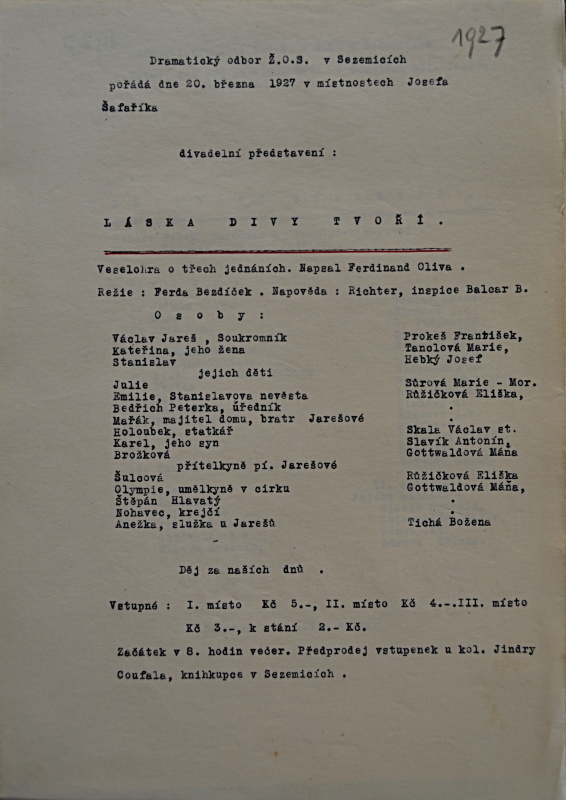 1927
Dramatický odbor Ž.O.S. v Sezemicích
pořádá dne 20. března 1927 v místnostech Josefa
Šafaříka
divadelní představení :
LÁSKA DIVY TVOŘÍ.
Veselohra o třech jednáních. Napsal Ferdinand Oliva .
Režie : Ferda Bezdíček . Napověda : Richter, inspice Balcar B.
Osoby:
Václav Jareš , Soukromník Prokeš František,
Kateřina, jeho žena Tanclová Marie,
Stanislav Hebký Josef
jejich děti
Julie Sůrová Marie - Mor.
Emilie, Stanislavova nevěsta Růžičková Eliška,
Bedřich Peterka, úředník .
Mařák, majitel domu, bratr Jarešové .
Holoubek, statkář Skala Václav st.
Karel, jeho syn Slavík Antonín,
Brožková Gottwaldová Máňa
přítelkyně pí. Jarešové
Šulcová Růžičková Eliška
Olympie, umělkyně v cirku Gottwaldová Máňa,
Štěpán Hlavatý .
Nohavec, krejčí .
Anežka, služka u Jarešů Tichá Božena
Děj za naších dnů .
Vstupné : I. místo Kč 5.-, II. místo Kč 4.-.III. místo
Kč 3.-, k stání 2.- Kč.
Začátek v 8. hodin večer. Předprodej vstupenek u kol. Jindry
Coufala, knihkupce v Sezemicích .